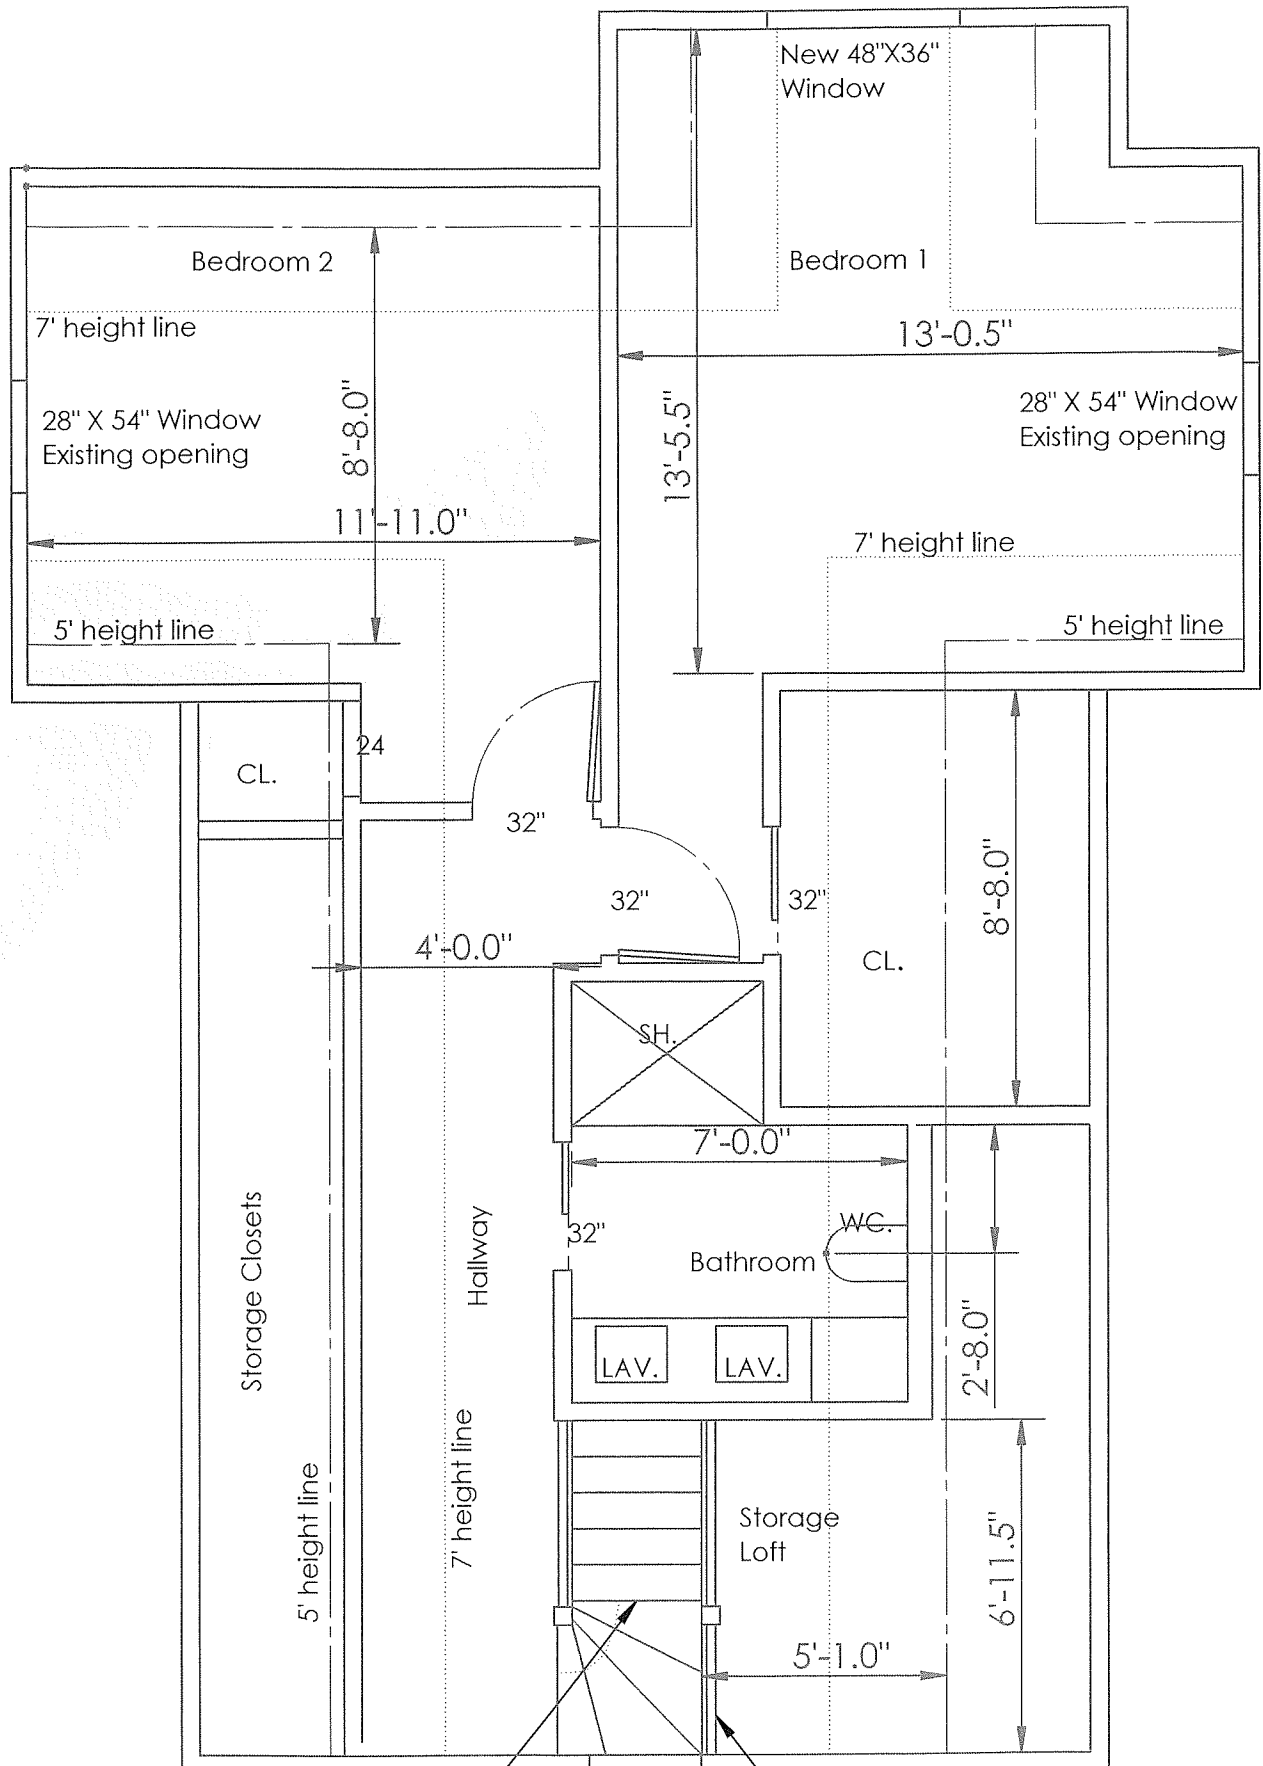 New 48"X36"
Window
Bedroom 2
Bedroom 1
7' height line
13'-0.5"
28" X 54" Window
Existing opening
8'-8.0"
13'-5.5"
28" X 54" Window
Existing opening
11'-11.0"
7' height line
5' height line
5' height line
24
CL.
32"
32"
32"
8'-8.0"
4'-0.0"
CL.
SH.
7'-0.0"
Storage Closets
Hallway
32"
WC.
Bathroom
2'-8.0"
LAV.
LAV.
5' height line
7' height line
Storage
Loft
6'-11.5"
5'-1.0"